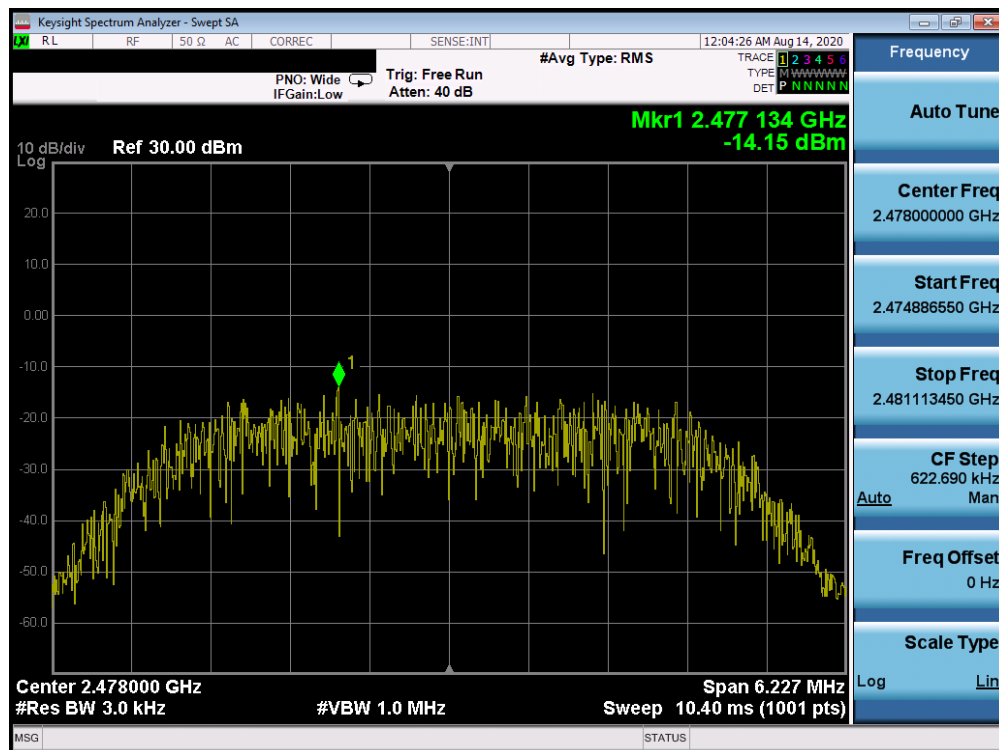 Keysight Spectrum Analyzer - Swept SA
LXI RL RF 50 Ω AC CORREC SENSE:INT 12:04:26 AM Aug 14, 2020
PNO: Wide
IFGain:Low
Trig: Free Run
Atten: 40 dB
#Avg Type: RMS
TRACE 1 2 3 4 5 6
TYPE M WWWWW
DET P N N N N N
Mkr1 2.477 134 GHz
-14.15 dBm
10 dB/div
Log
Ref 30.00 dBm
20.0
10.0
0.00
-10.0
-20.0
-30.0
-40.0
-50.0
-60.0
1
Center 2.478000 GHz
#Res BW 3.0 kHz
#VBW 1.0 MHz
Span 6.227 MHz
Sweep 10.40 ms (1001 pts)
MSG
STATUS
Frequency
Auto Tune
Center Freq
2.478000000 GHz
Start Freq
2.474886550 GHz
Stop Freq
2.481113450 GHz
CF Step
622.690 kHz
Auto Man
Freq Offset
0 Hz
Scale Type
Log Lin